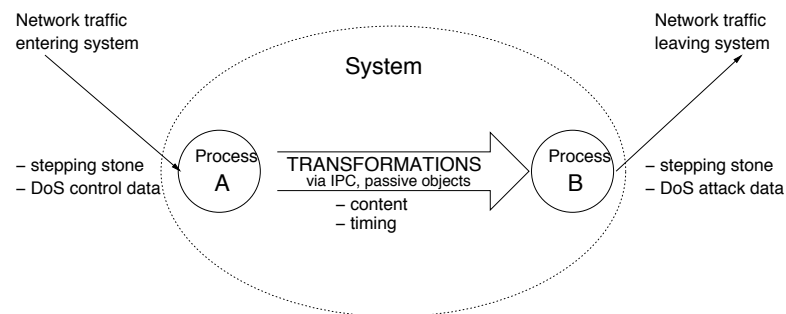 Network traffic
entering system
Network traffic
leaving system
System
– stepping stone
– DoS control data
Process
A
TRANSFORMATIONS
via IPC, passive objects
– content
– timing
Process
B
– stepping stone
– DoS attack data